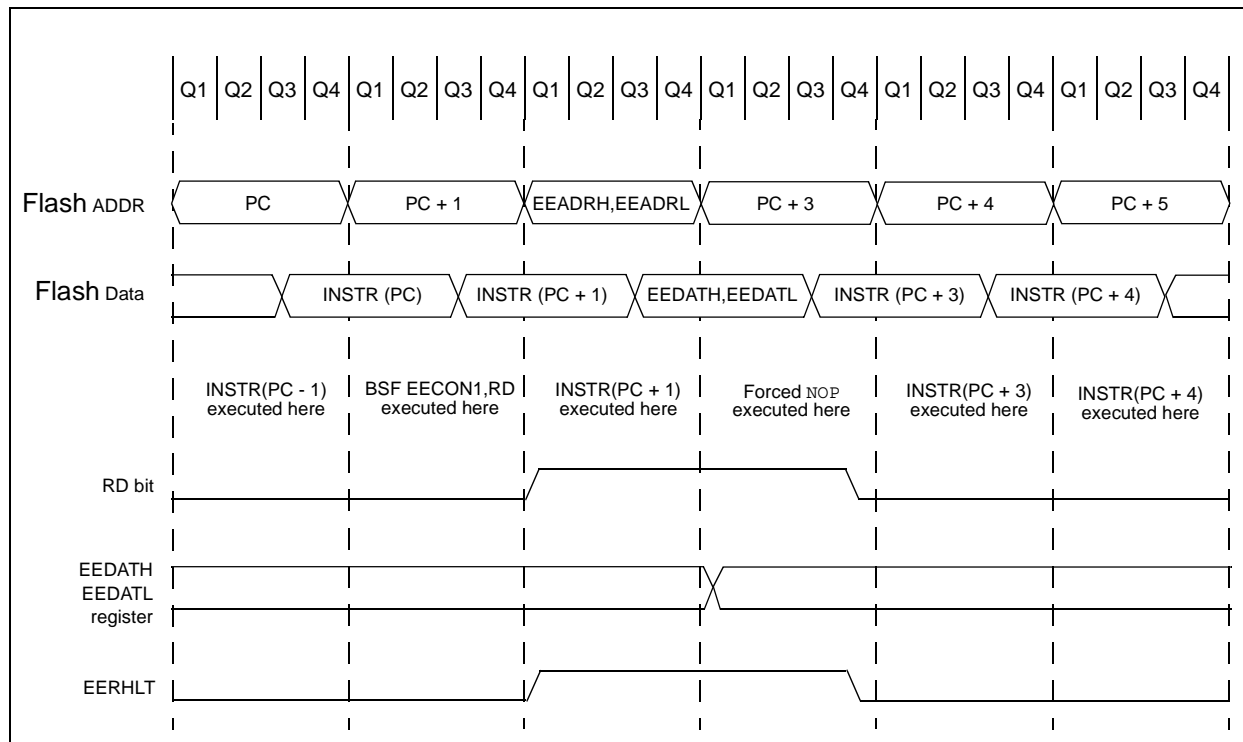 Q1 Q2 Q3 Q4 Q1 Q2 Q3 Q4 Q1 Q2 Q3 Q4 Q1 Q2 Q3 Q4 Q1 Q2 Q3 Q4 Q1 Q2 Q3 Q4
Flash ADDR PC PC + 1 EEADRH,EEADRL PC + 3 PC + 4 PC + 5
Flash Data INSTR (PC) INSTR (PC + 1) EEDATH,EEDATL INSTR (PC + 3) INSTR (PC + 4)
INSTR(PC - 1)
executed here
BSF EECON1,RD
executed here
INSTR(PC + 1)
executed here
Forced NOP
executed here
INSTR(PC + 3)
executed here
INSTR(PC + 4)
executed here
RD bit
EEDATH
EEDATL
register
EERHLT